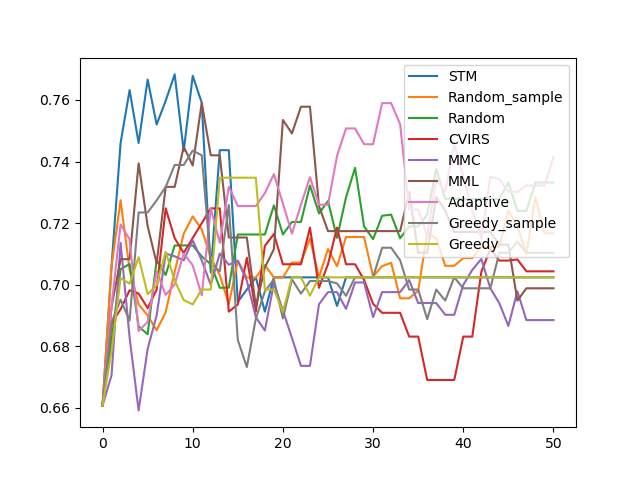 0.76
0.74
0.72
0.70
0.68
0.66
0
10
20
30
40
50
STM
Random_sample
Random
CVIRS
MMC
MML
Adaptive
Greedy_sample
Greedy